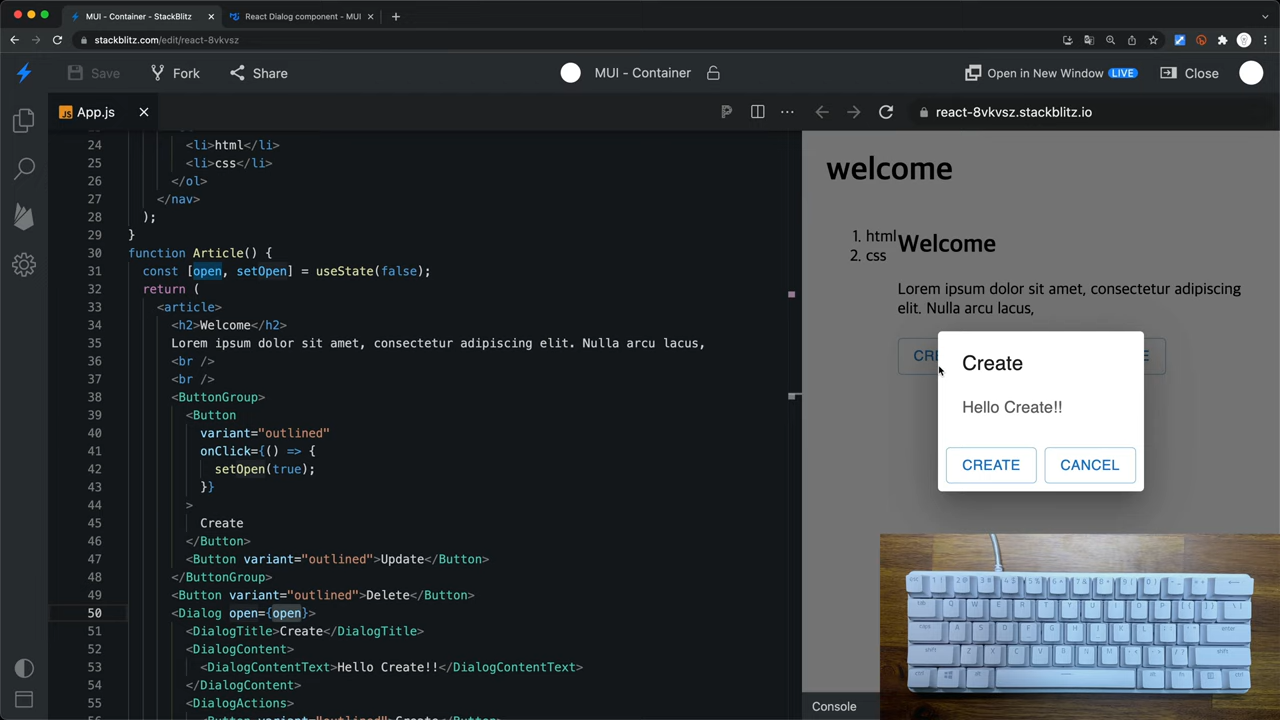 MUI - Container - StackBlitz
React Dialog component - MUI
stackblitz.com/edit/react-8vkvsz
Save
Fork
Share
MUI - Container
Open in New Window LIVE
Close
JS App.js
react-8vkvsz.stackblitz.io
24 <li>html</li>
25 <li>css</li>
26 </ol>
27 </nav>
28 );
29 }
30 function Article() {
31 const [open, setOpen] = useState(false);
32 return (
33 <article>
34 <h2>Welcome</h2>
35 Lorem ipsum dolor sit amet, consectetur adipiscing elit. Nulla arcu lacus,
36 <br />
37 <br />
38 <ButtonGroup>
39 <Button
40 variant="outlined"
41 onClick={() => {
42 setOpen(true);
43 }}
44 >
45 Create
46 </Button>
47 <Button variant="outlined">Update</Button>
48 </ButtonGroup>
49 <Button variant="outlined">Delete</Button>
50 <Dialog open={open}>
51 <DialogTitle>Create</DialogTitle>
52 <DialogContent>
53 <DialogContentText>Hello Create!!</DialogContentText>
54 </DialogContent>
55 <DialogActions>
welcome
1. html
2. css
Welcome
Lorem ipsum dolor sit amet, consectetur adipiscing
elit. Nulla arcu lacus,
Create
Hello Create!!
CREATE
CANCEL
Console